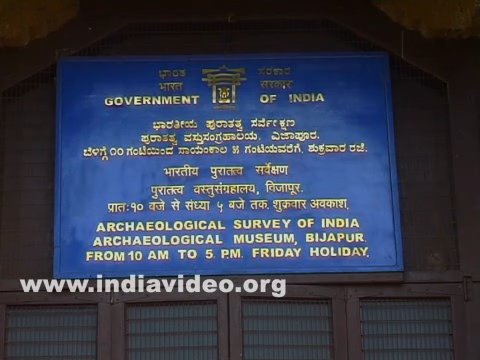 ಭಾರತ ಸರಕಾರ
भारत सरकार
GOVERNMENT OF INDIA
ಭಾರತೀಯ ಪುರಾತತ್ವ ಸರ್ವೇಕ್ಷಣ
ಪುರಾತತ್ವ ವಸ್ತುಸಂಗ್ರಹಾಲಯ, ವಿಜಾಪೂರ.
ಬೆಳಿಗ್ಗೆ ೧೦ ಗಂಟೆಯಿಂದ ಸಾಯಂಕಾಲ ೫ ಗಂಟೆಯವರೆಗೆ. ಶುಕ್ರವಾರ ರಜೆ.
भारतीय पुरातत्व सर्वेक्षण
पुरातत्व वस्तुसंग्रहालय, विजापूर.
प्रातः१० बजे से संध्या ५ बजे तक. शुक्रवार अवकाश.
ARCHAEOLOGICAL SURVEY OF INDIA
ARCHAEOLOGICAL MUSEUM, BIJAPUR.
FROM 10 AM TO 5. P.M. FRIDAY HOLIDAY.
www.indiavideo.org